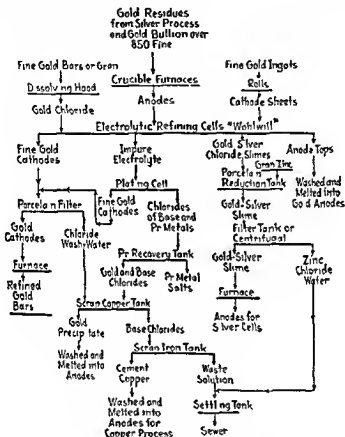 Gold Residues
from Silver Process
and Gold Bullion over
850 Fine
Fine Gold Bars or Gran
Dissolving Hood
Gold Chloride
Crucible Furnaces
Anodes
Fine Gold Ingots
Rolls
Cathode Sheets
Electrolytic Refining Cells "Wohlwill"
Fine Gold
Cathodes
Impure
Electrolyte
Gold Silver
Chloride Slimes
Gran Zinc
Anode Tops
Plating Cell
Porcelain
Reduction Tank
Washed and
Melted into
Gold Anodes
Porcelain Filter
Fine Gold
Cathodes
Chlorides
of Base and
Pr Metals
Gold-Silver
Slime
Gold
Cathodes
Chloride
Wash-Water
Filter Tank or
Centrifugal
Pr Recovery Tank
Furnace
Gold and Base
Chlorides
Pr Metal
Salts
Gold-Silver
Slime
Zinc
Chloride
Water
Refined
Gold
Bars
Scrap Copper Tank
Furnace
Gold
Precipitate
Base Chlorides
Anodes for
Silver Cells
Scrap Iron Tank
Washed and
Melted into
Anodes
Cement
Copper
Waste
Solution
Washed and
Melted into
Anodes for
Copper Process
Settling Tank
Sewer